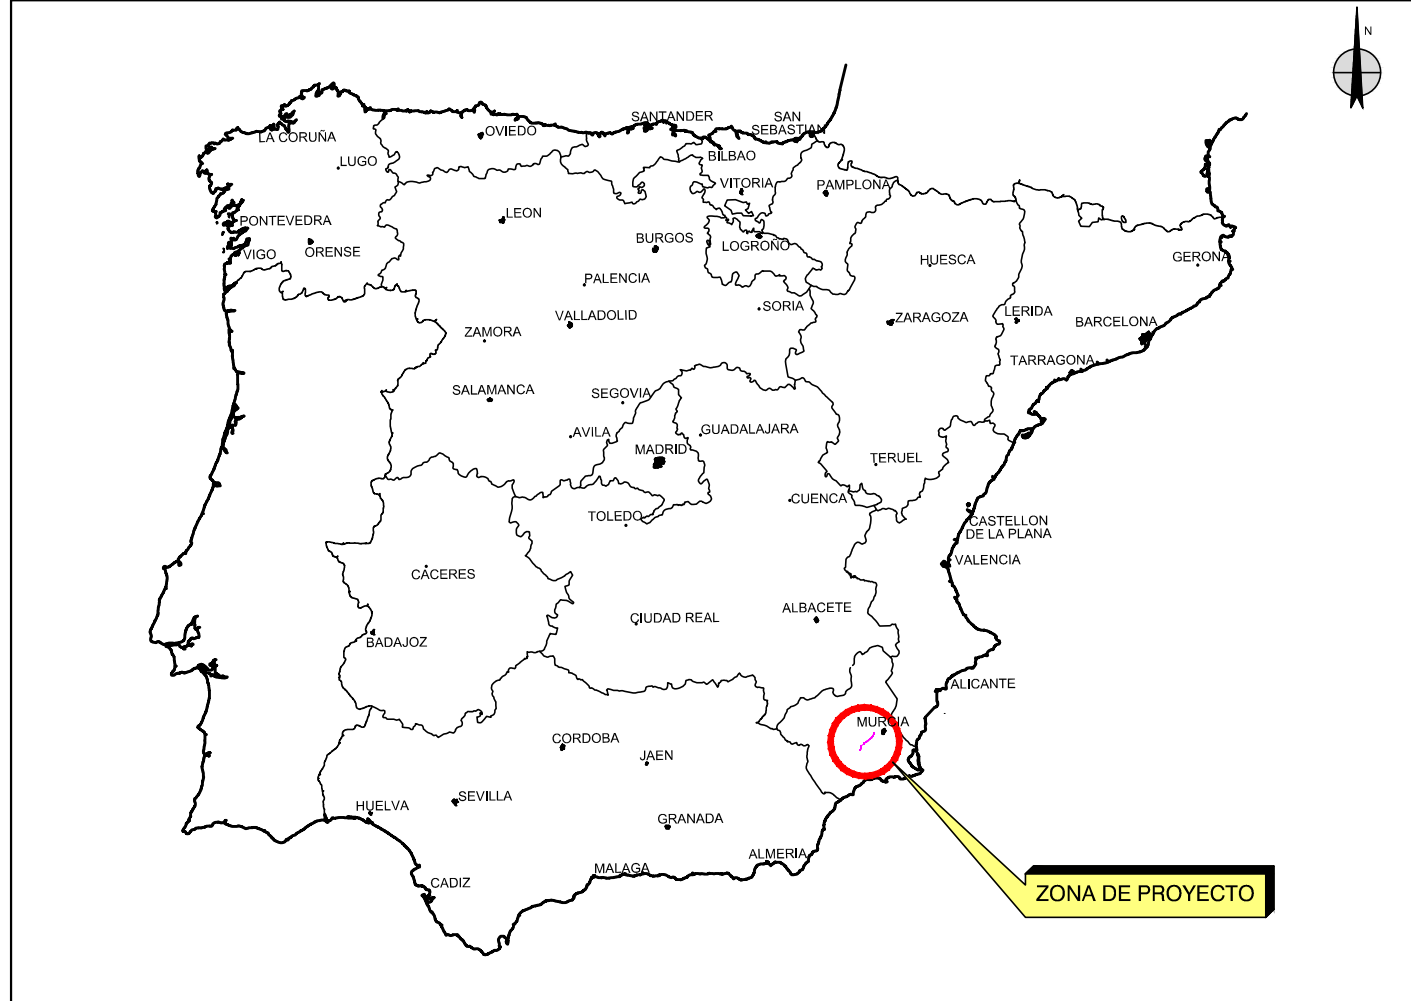 N
SANTANDER
SAN
SEBASTIAN
LA CORUÑA
OVIEDO
LUGO
BILBAO
VITORIA
PAMPLONA
PONTEVEDRA
LEON
BURGOS
LOGROÑO
VIGO
ORENSE
HUESCA
GERONA
PALENCIA
SORIA
ZAMORA
VALLADOLID
ZARAGOZA
LERIDA
BARCELONA
TARRAGONA
SALAMANCA
SEGOVIA
AVILA
GUADALAJARA
MADRID
TERUEL
CUENCA
TOLEDO
CASTELLON
DE LA PLANA
VALENCIA
CACERES
ALBACETE
CIUDAD REAL
BADAJOZ
ALICANTE
MURCIA
CORDOBA
JAEN
HUELVA
SEVILLA
GRANADA
ALMERIA
MALAGA
CADIZ
ZONA DE PROYECTO